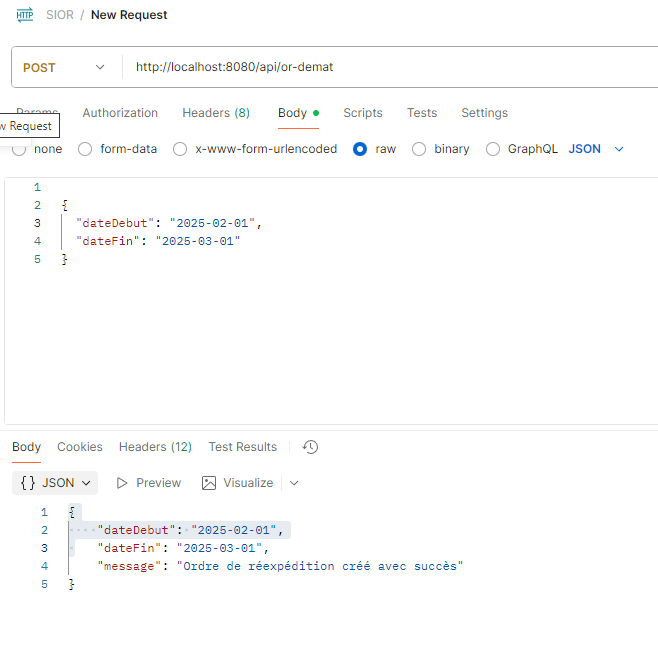 HTTP SIOR / New Request
POST http://localhost:8080/api/or-demat
Params Authorization Headers (8) Body Scripts Tests Settings
w Request
none form-data x-www-form-urlencoded raw binary GraphQL JSON
1
2 {
3 "dateDebut": "2025-02-01",
4 "dateFin": "2025-03-01"
5 }
Body Cookies Headers (12) Test Results
{} JSON Preview Visualize
1 {
2 "dateDebut": "2025-02-01",
3 "dateFin": "2025-03-01",
4 "message": "Ordre de réexpédition créé avec succès"
5 }